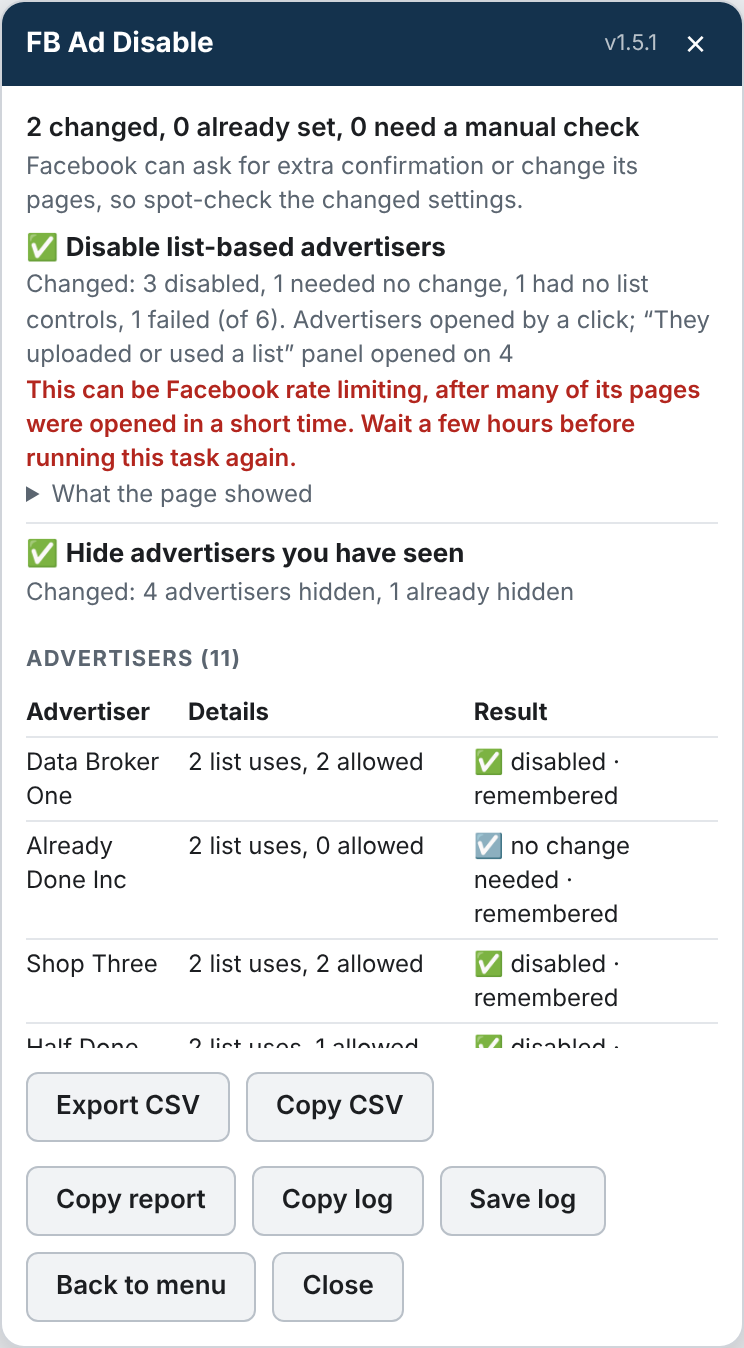 FB Ad Disable v1.5.1 ×
2 changed, 0 already set, 0 need a manual check
Facebook can ask for extra confirmation or change its
pages, so spot-check the changed settings.
✅ Disable list-based advertisers
Changed: 3 disabled, 1 needed no change, 1 had no list
controls, 1 failed (of 6). Advertisers opened by a click; “They
uploaded or used a list” panel opened on 4
This can be Facebook rate limiting, after many of its pages
were opened in a short time. Wait a few hours before
running this task again.
▶ What the page showed
✅ Hide advertisers you have seen
Changed: 4 advertisers hidden, 1 already hidden
ADVERTISERS (11)
Advertiser Details Result
Data Broker 2 list uses, 2 allowed ✅ disabled ·
One remembered
Already 2 list uses, 0 allowed ☑️ no change
Done Inc needed ·
remembered
Shop Three 2 list uses, 2 allowed ✅ disabled ·
remembered
Half Done 2 list uses, 1 allowed ✅ disabled ·
Export CSV Copy CSV
Copy report Copy log Save log
Back to menu Close